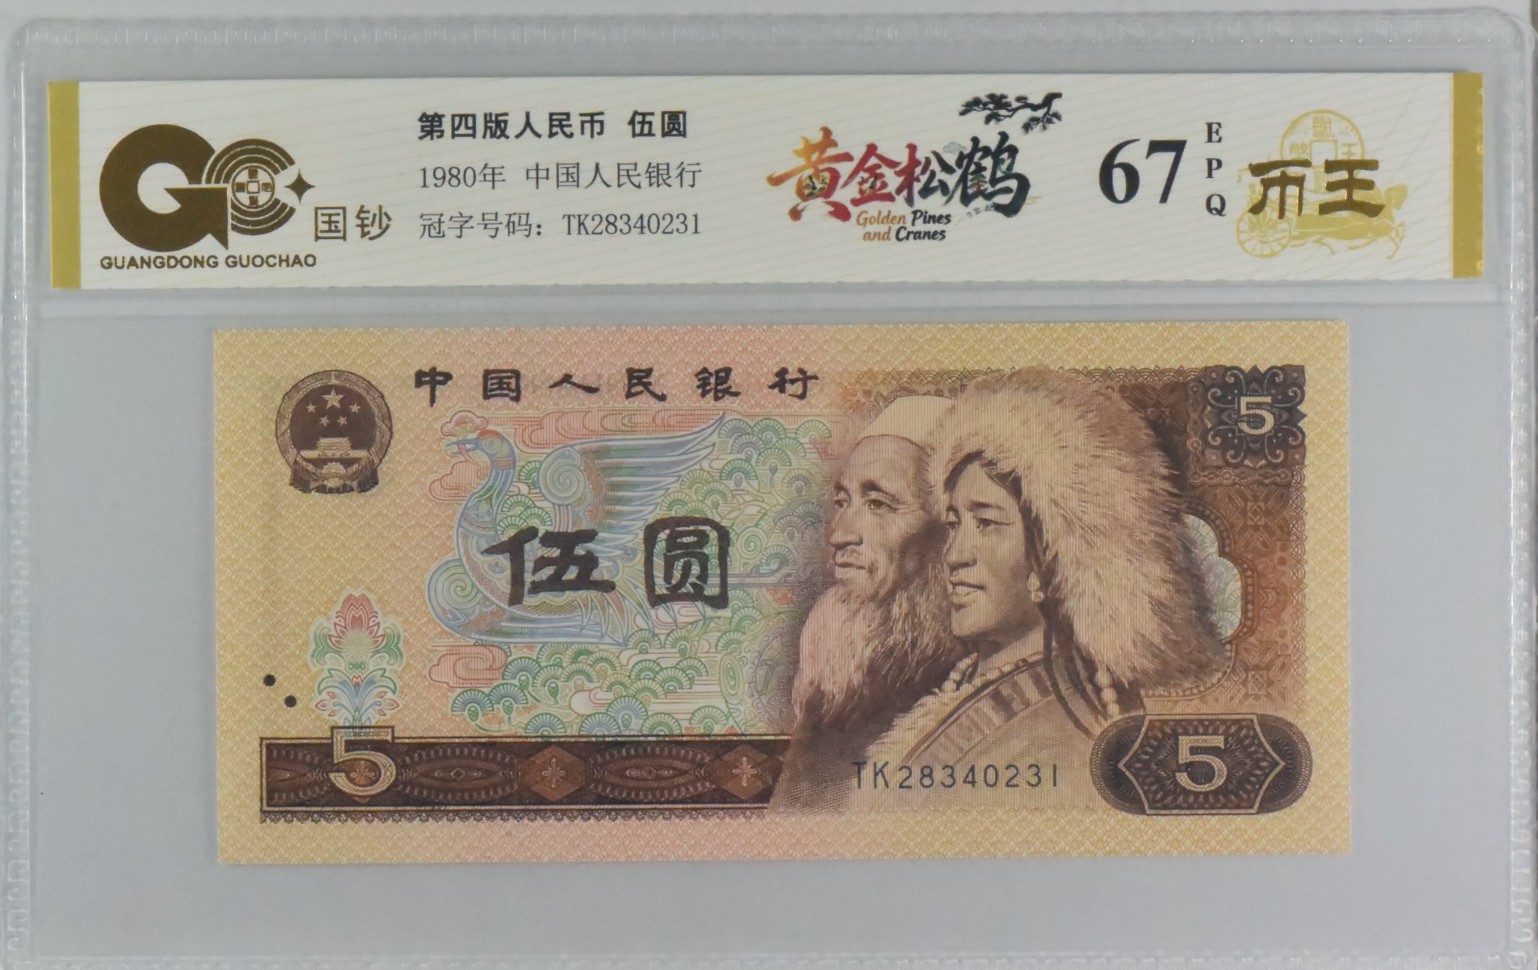 GC
国钞
GUANGDONG GUOCHAO
第四版人民币 伍圆
1980年 中国人民银行
冠字号码：TK28340231
黄金松鹤
Golden Pines
and Cranes
67
EPQ
币王
中国人民银行
5
伍圆
5
TK28340231
5